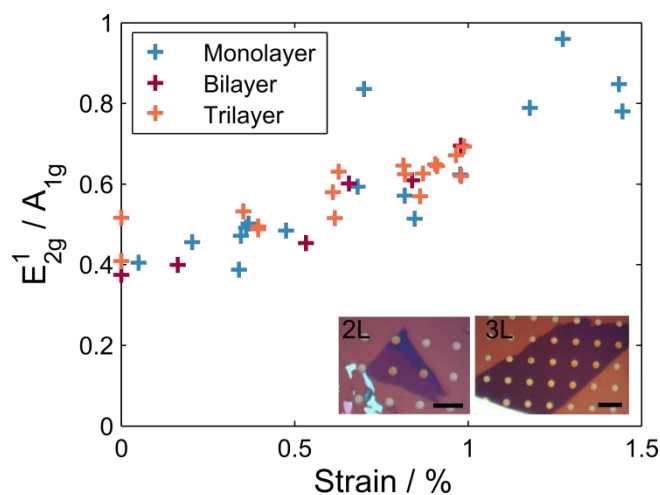 1
0.8
0.6
0.4
0.2
0
E¹2g / A1g
Monolayer
Bilayer
Trilayer
2L
3L
0
0.5
1
1.5
Strain / %